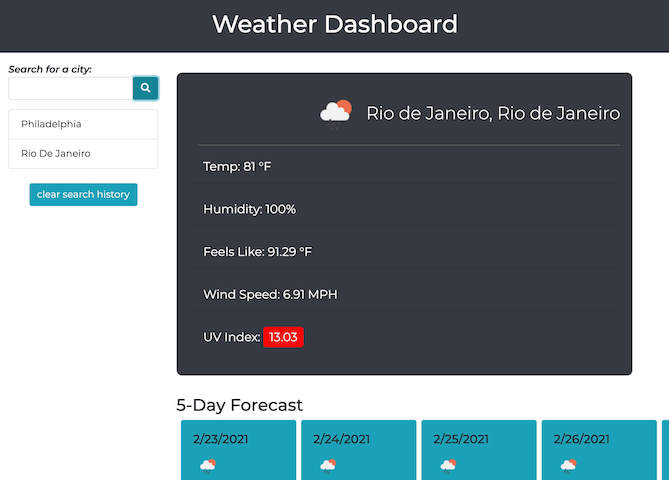 Weather Dashboard
Search for a city:
Philadelphia
Rio De Janeiro
clear search history
Rio de Janeiro, Rio de Janeiro
Temp: 81 °F
Humidity: 100%
Feels Like: 91.29 °F
Wind Speed: 6.91 MPH
UV Index: 13.03
5-Day Forecast
2/23/2021 2/24/2021 2/25/2021 2/26/2021